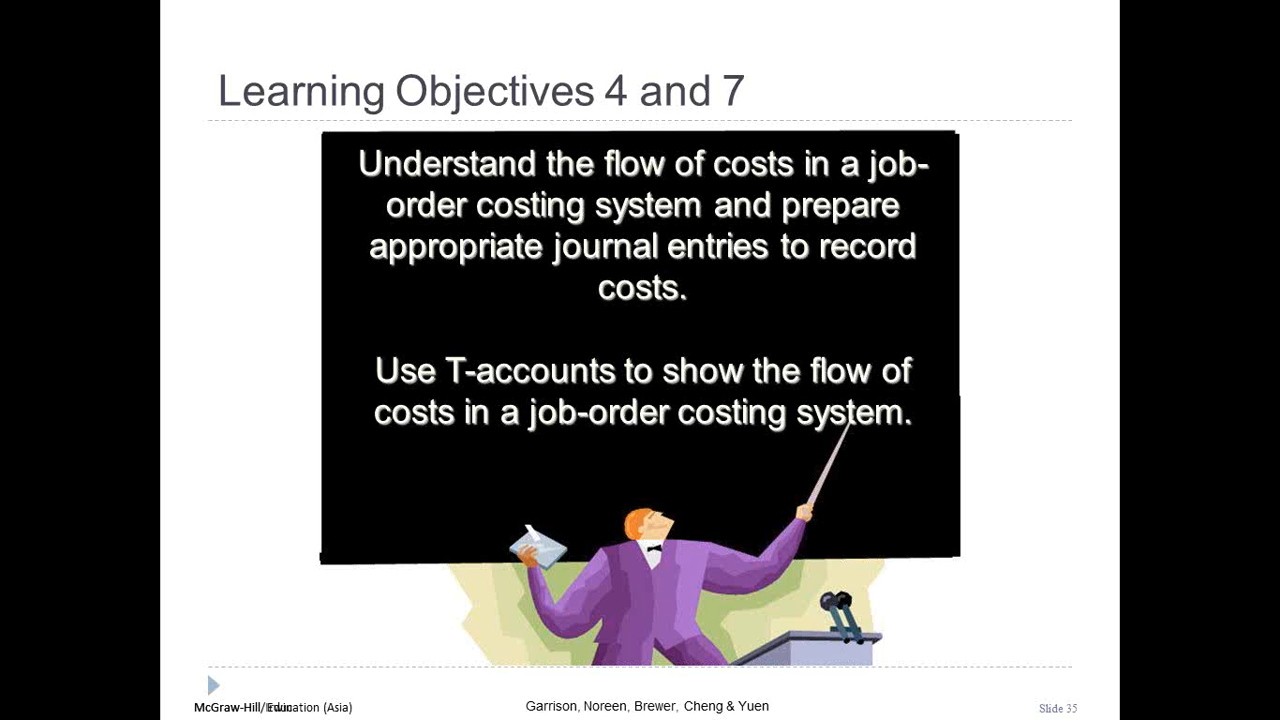 Learning Objectives 4 and 7
Understand the flow of costs in a job-
order costing system and prepare
appropriate journal entries to record
costs.
Use T-accounts to show the flow of
costs in a job-order costing system.
McGraw-Hill/ (Asia)
Garrison, Noreen, Brewer, Cheng & Yuen
Slide 35